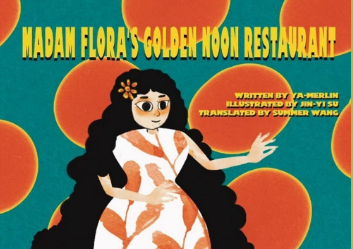 MADAM FLORA'S GOLDEN NOON RESTAURANT
WRITTEN BY YA-MERLIN
ILLUSTRATED BY JIN-YI SU
TRANSLATED BY SUMMER WANG